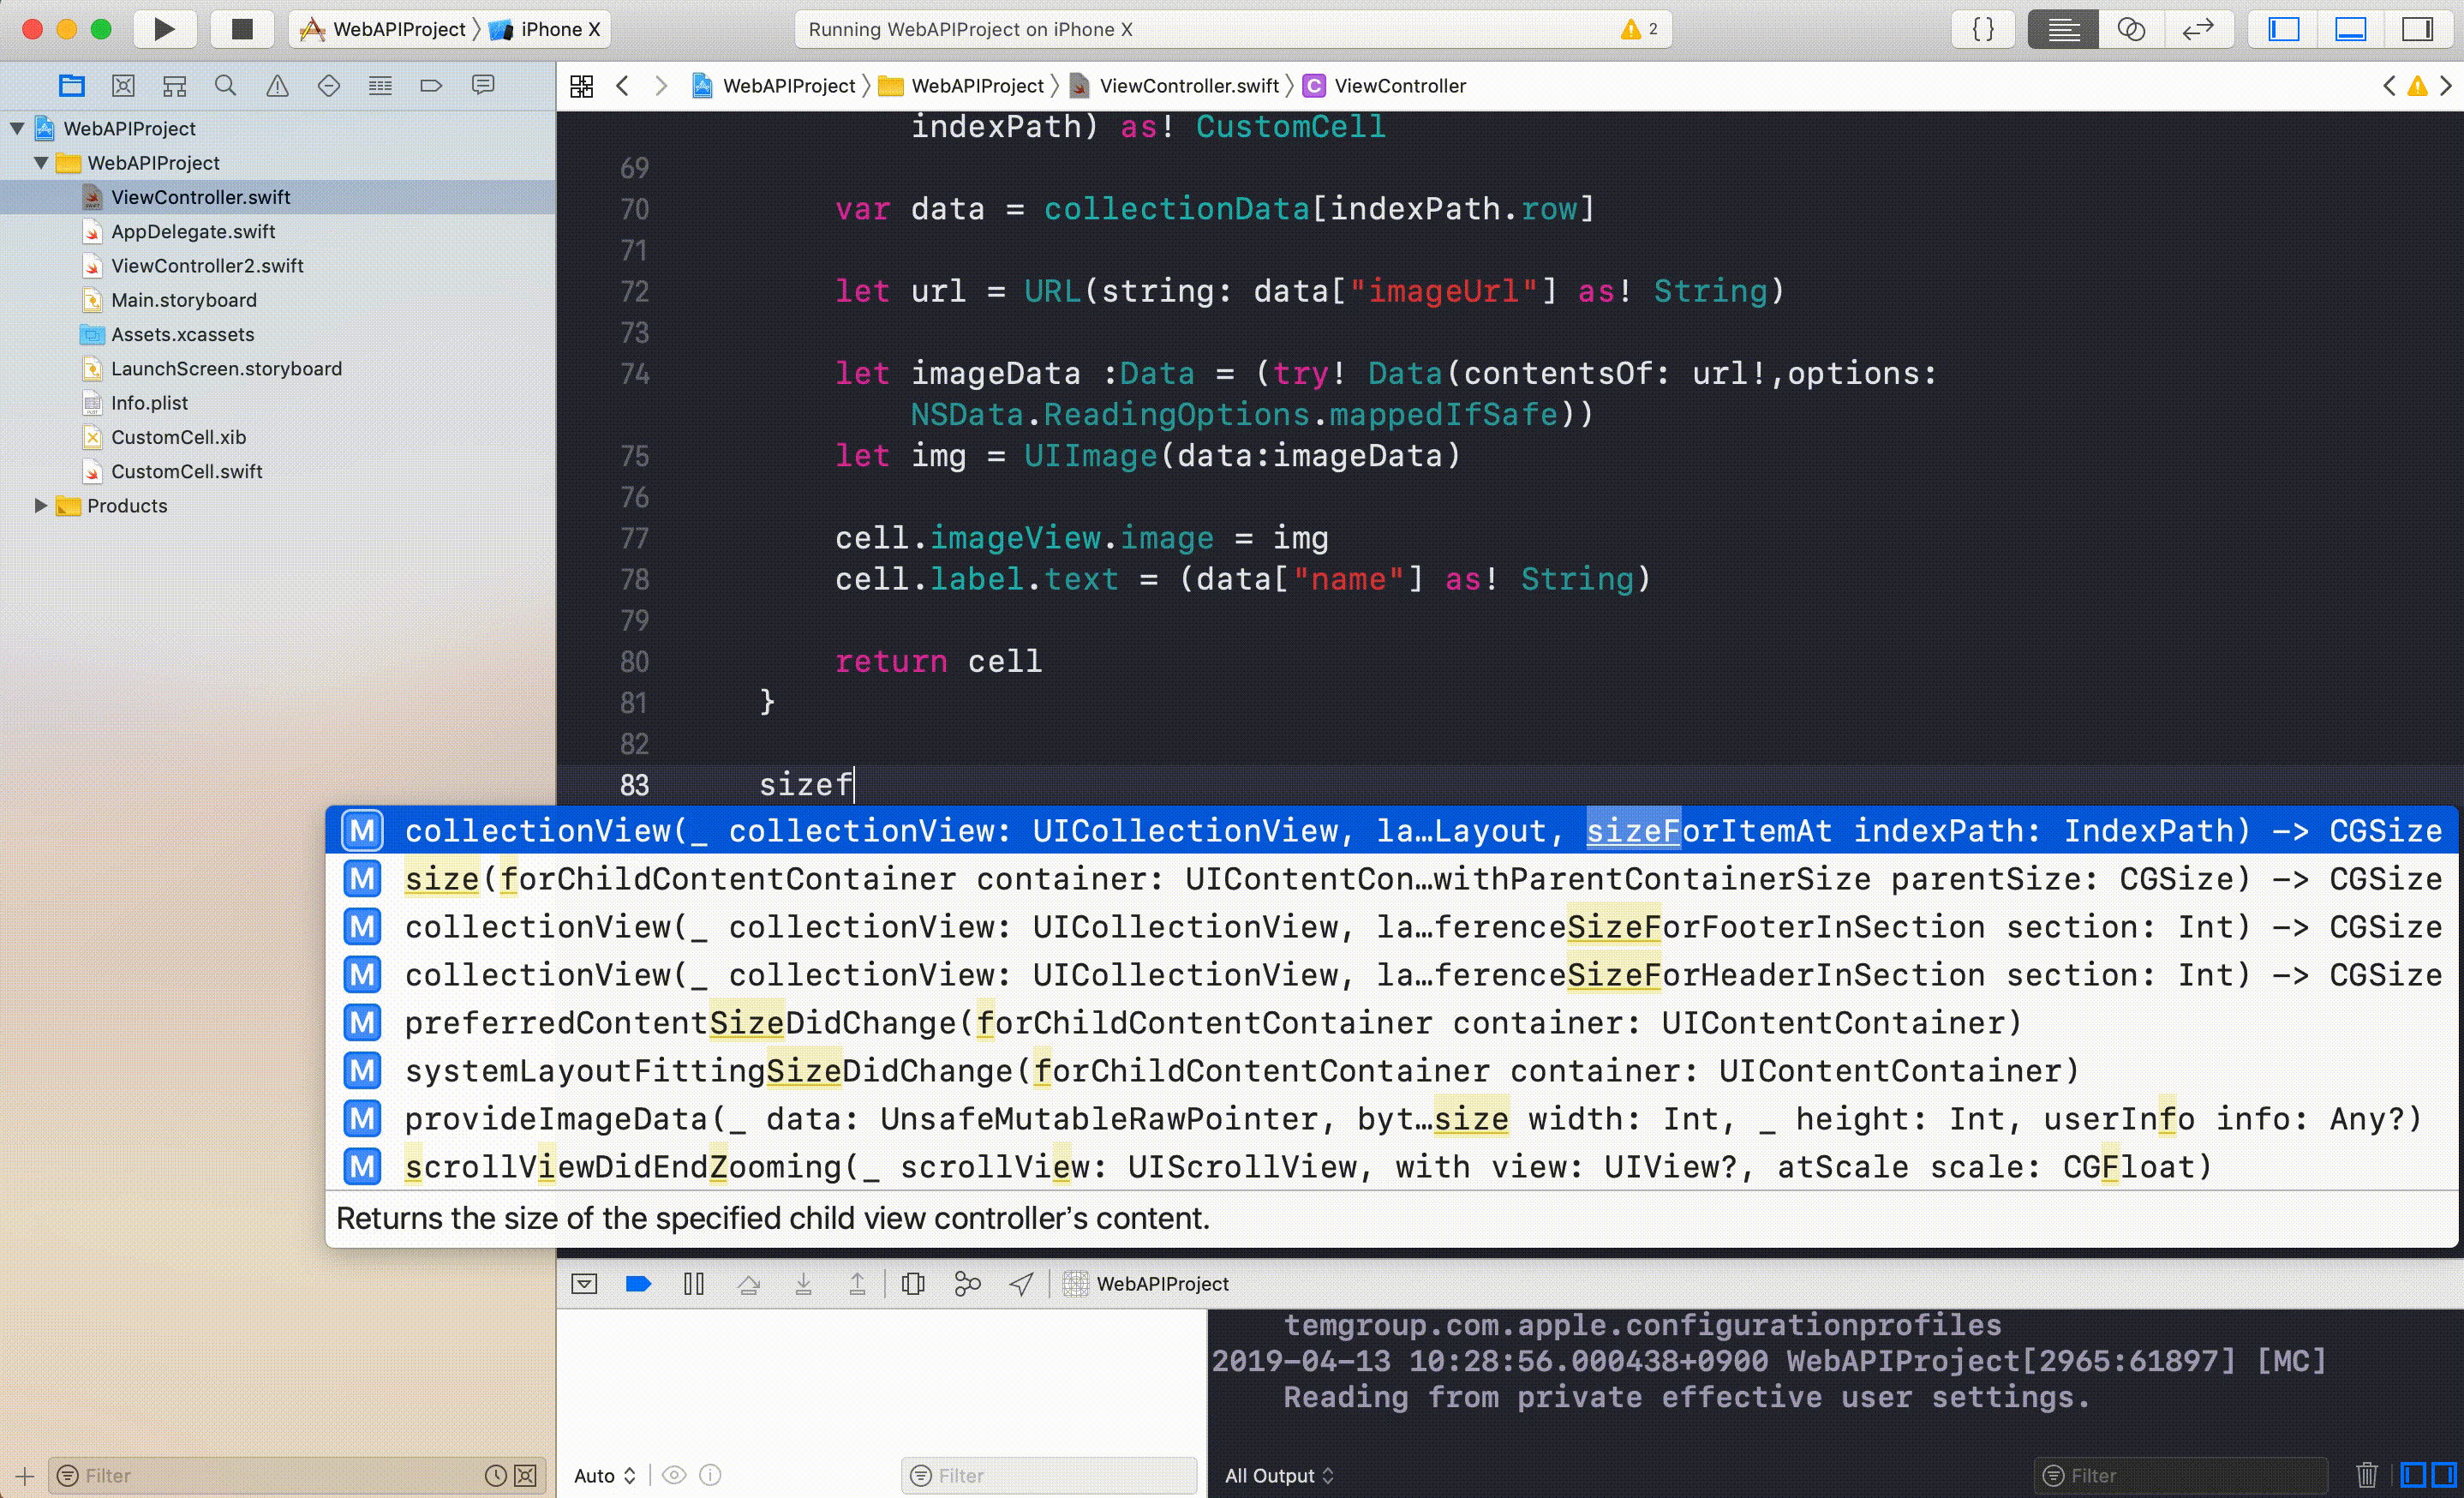 WebAPIProject 〉 iPhone X
Running WebAPIProject on iPhone X
2
{ }
WebAPIProject 〉 WebAPIProject 〉 ViewController.swift 〉 C ViewController
WebAPIProject
WebAPIProject
ViewController.swift
AppDelegate.swift
ViewController2.swift
Main.storyboard
Assets.xcassets
LaunchScreen.storyboard
Info.plist
CustomCell.xib
CustomCell.swift
Products
indexPath) as! CustomCell
69
70 var data = collectionData[indexPath.row]
71
72 let url = URL(string: data["imageUrl"] as! String)
73
74 let imageData :Data = (try! Data(contentsOf: url!,options:
NSData.ReadingOptions.mappedIfSafe))
75 let img = UIImage(data:imageData)
76
77 cell.imageView.image = img
78 cell.label.text = (data["name"] as! String)
79
80 return cell
81 }
82
83 sizef
M collectionView(_ collectionView: UICollectionView, la…Layout, sizeForItemAt indexPath: IndexPath) -> CGSize
M size(forChildContentContainer container: UIContentCon…withParentContainerSize parentSize: CGSize) -> CGSize
M collectionView(_ collectionView: UICollectionView, la…ferenceSizeForFooterInSection section: Int) -> CGSize
M collectionView(_ collectionView: UICollectionView, la…ferenceSizeForHeaderInSection section: Int) -> CGSize
M preferredContentSizeDidChange(forChildContentContainer container: UIContentContainer)
M systemLayoutFittingSizeDidChange(forChildContentContainer container: UIContentContainer)
M provideImageData(_ data: UnsafeMutableRawPointer, byt…size width: Int, _ height: Int, userInfo info: Any?)
M scrollViewDidEndZooming(_ scrollView: UIScrollView, with view: UIView?, atScale scale: CGFloat)
Returns the size of the specified child view controller’s content.
WebAPIProject
temgroup.com.apple.configurationprofiles
2019-04-13 10:28:56.000438+0900 WebAPIProject[2965:61897] [MC]
Reading from private effective user settings.
Filter
Auto
Filter
All Output
Filter